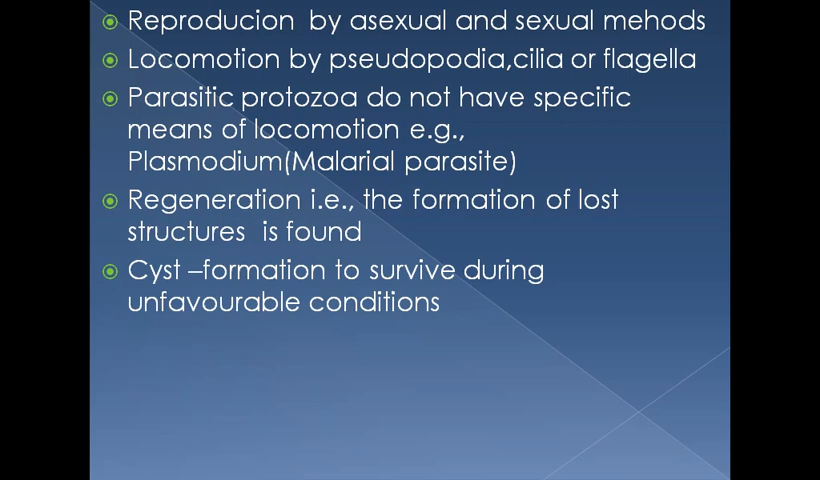 Reproducion by asexual and sexual mehods
Locomotion by pseudopodia,cilia or flagella
Parasitic protozoa do not have specific
means of locomotion e.g.,
Plasmodium(Malarial parasite)
Regeneration i.e., the formation of lost
structures is found
Cyst –formation to survive during
unfavourable conditions